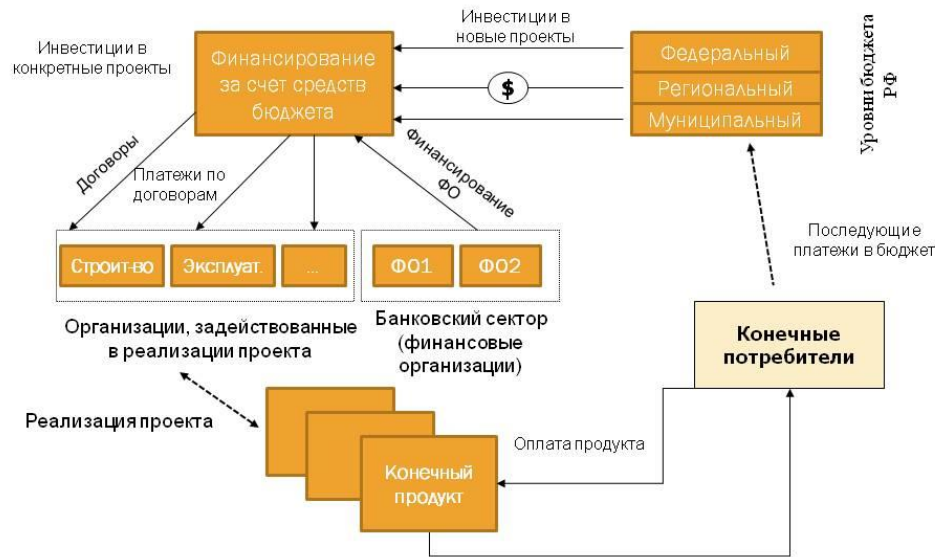 Инвестиции в
конкретные проекты
Финансирование
за счет средств
бюджета
Инвестиции в
новые проекты
$
Федеральный
Региональный
Муниципальный
Уровни бюджета
РФ
Договоры
Платежи по
договорам
Финансирование
ФО
Строит-во
Эксплуат.
...
ФО1
ФО2
Последующие
платежи в бюджет
Организации, задействованные
в реализации проекта
Банковский сектор
(финансовые
организации)
Конечные
потребители
Реализация проекта
Оплата продукта
Конечный
продукт